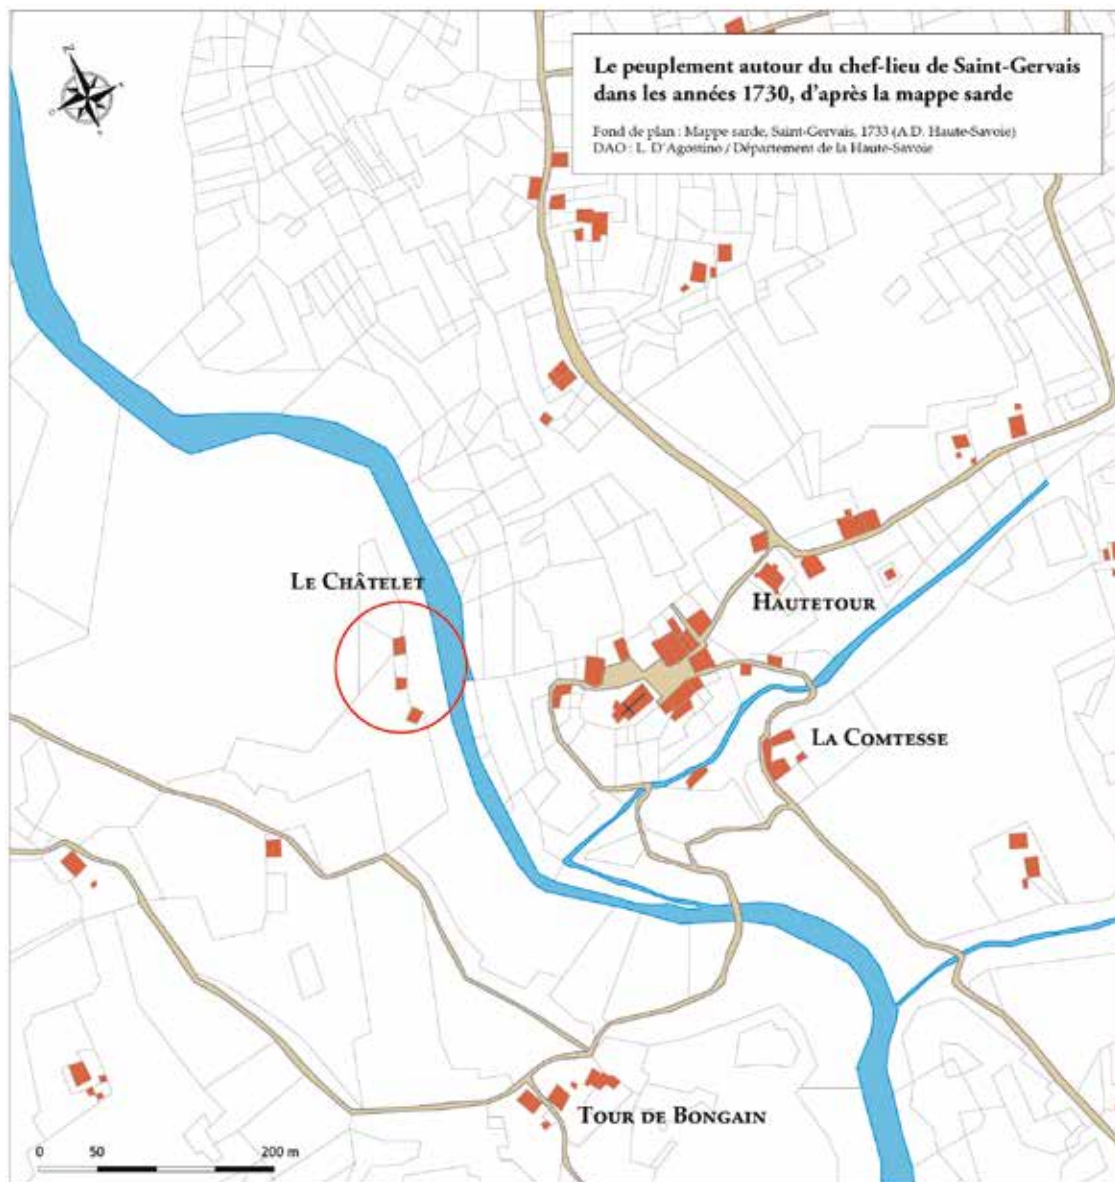 Le peuplement autour du chef-lieu de Saint-Gervais
dans les années 1730, d'après la mappe sarde
Fond de plan : Mappe sarde, Saint-Gervais, 1733 (A.D. Haute-Savoie)
DAO : L. D'Agostino / Département de la Haute-Savoie
Le Châtelet
Hautetour
La Comtesse
Tour de Bongain
0 50 200 m